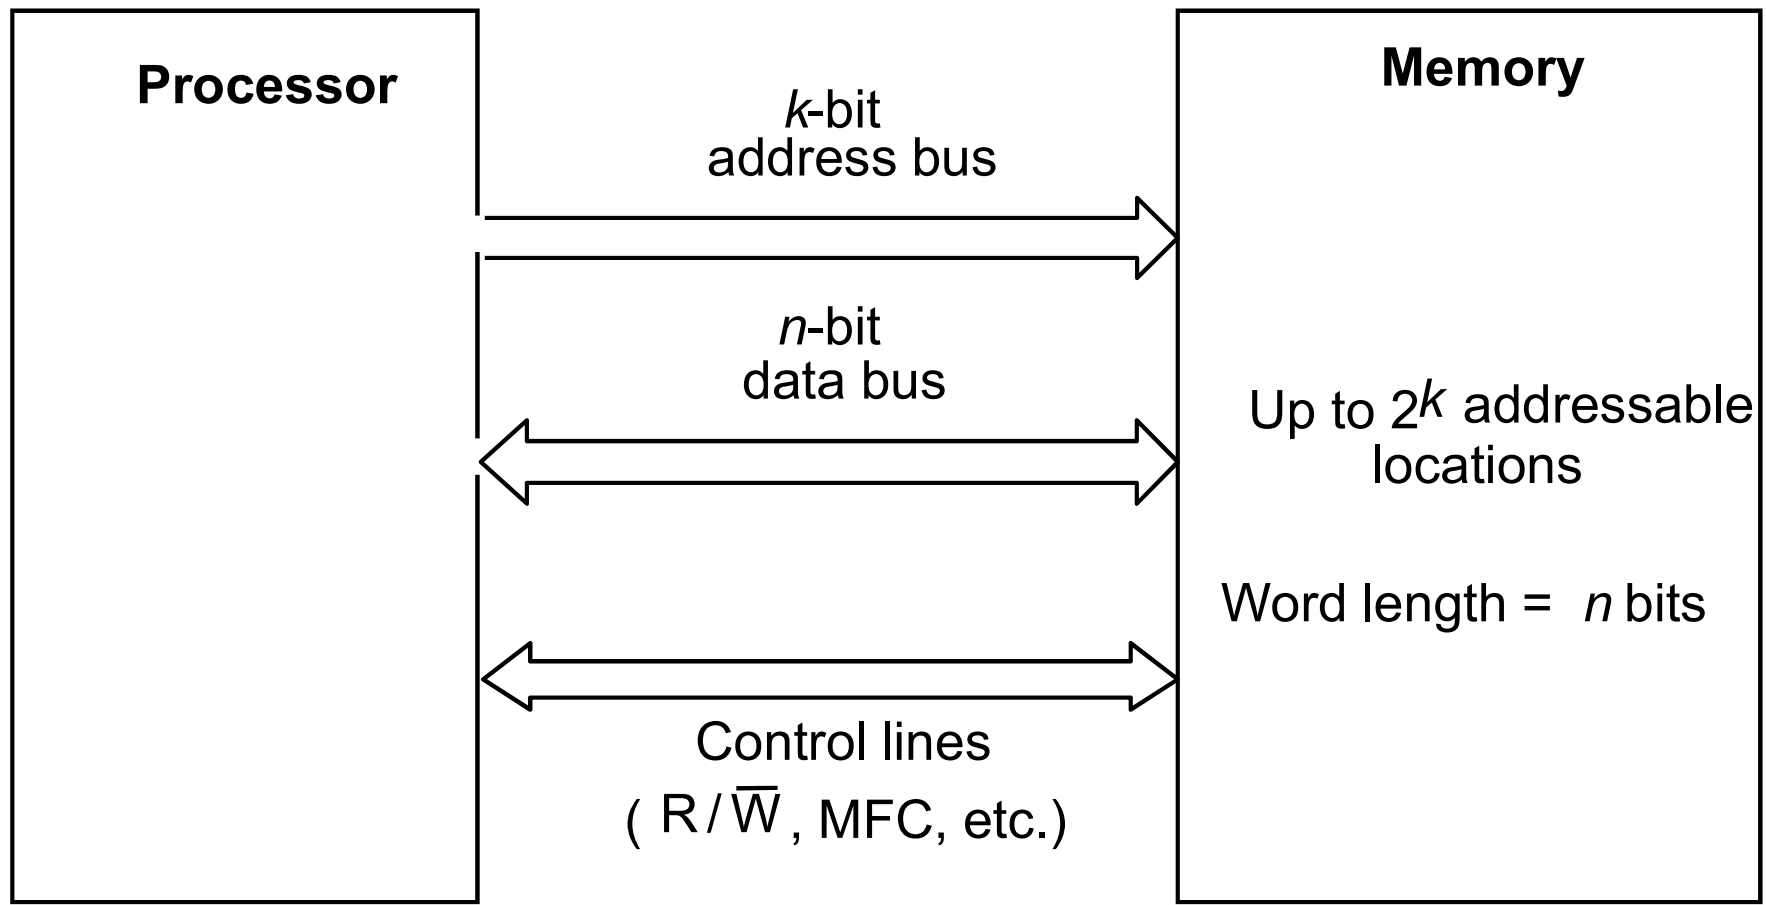 Processor
Memory
k-bit
address bus
n-bit
data bus
Up to 2^k addressable
locations
Word length = n bits
Control lines
( R / W̅ , MFC, etc.)